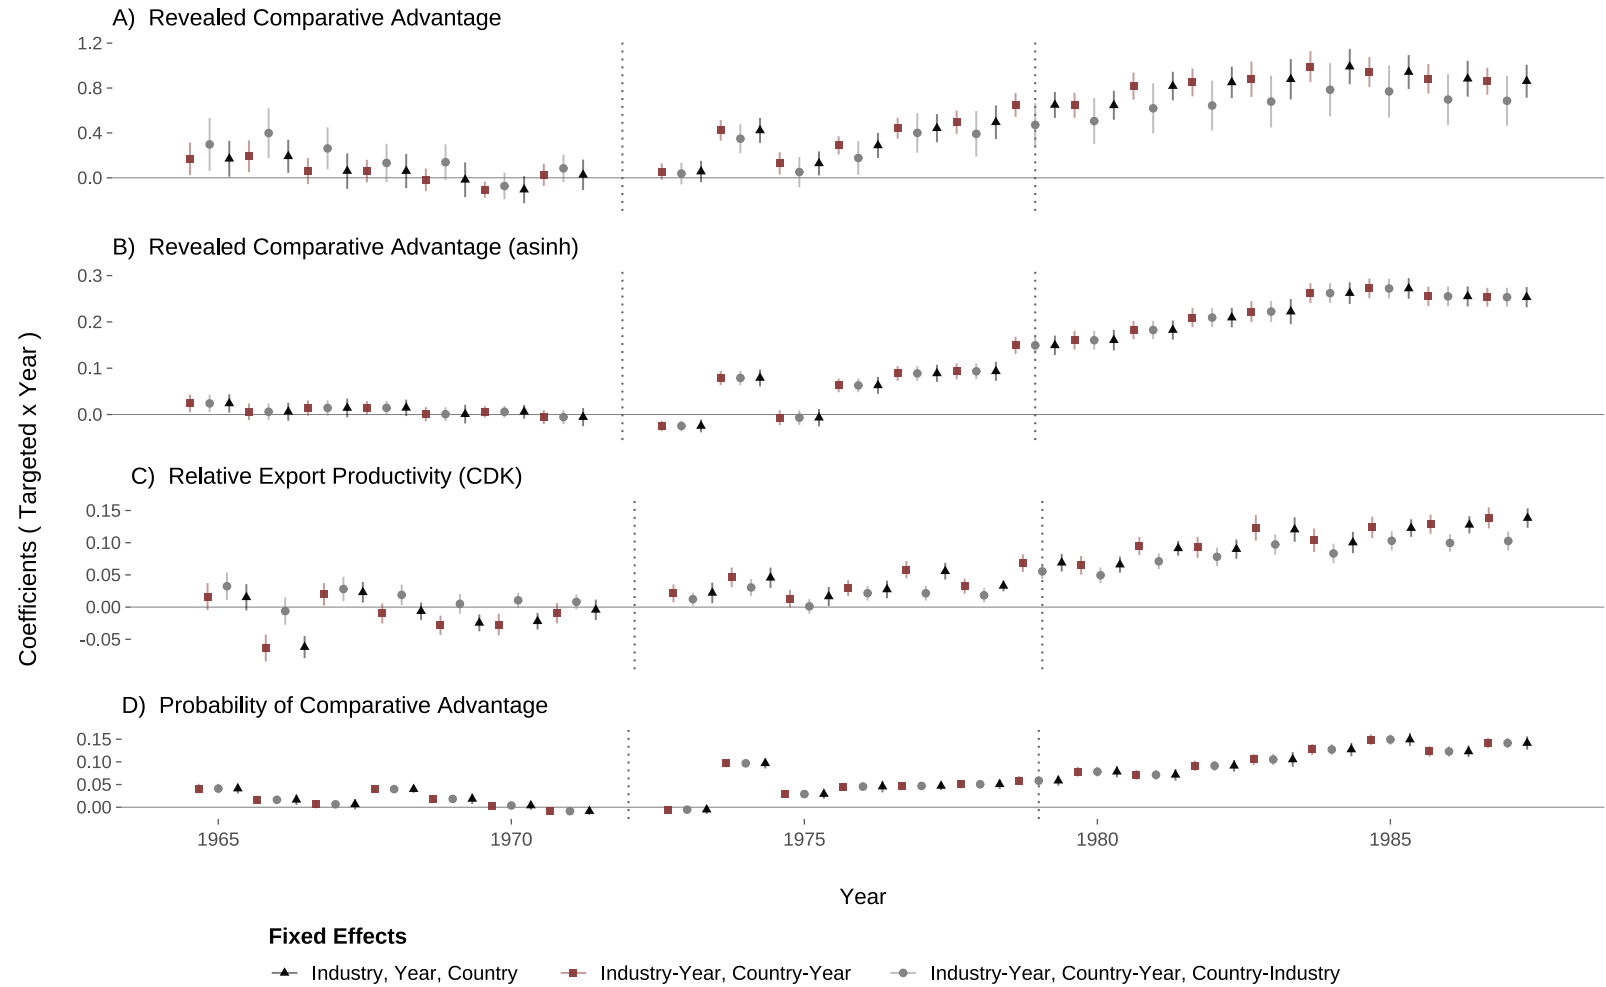 A) Revealed Comparative Advantage
1.2
0.8
0.4
0.0
B) Revealed Comparative Advantage (asinh)
0.3
0.2
0.1
0.0
C) Relative Export Productivity (CDK)
0.15
0.10
0.05
0.00
-0.05
D) Probability of Comparative Advantage
0.15
0.10
0.05
0.00
Coefficients ( Targeted x Year )
1965 1970 1975 1980 1985
Year
Fixed Effects
Industry, Year, Country Industry-Year, Country-Year Industry-Year, Country-Year, Country-Industry